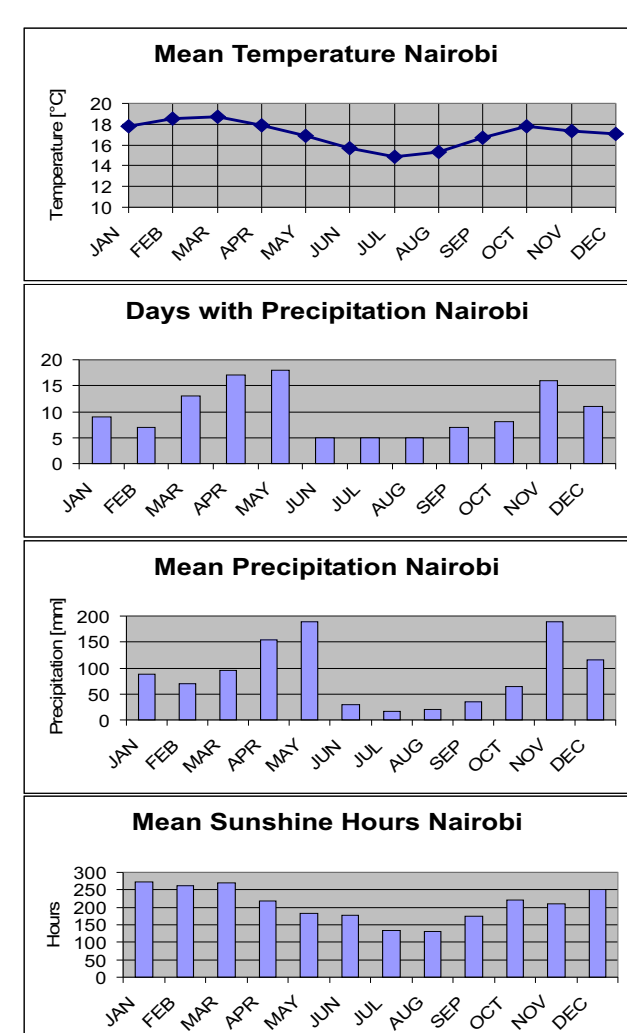 Mean Temperature Nairobi
Temperature [°C]
20
18
16
14
12
10
JAN FEB MAR APR MAY JUN JUL AUG SEP OCT NOV DEC
Days with Precipitation Nairobi
20
15
10
5
0
JAN FEB MAR APR MAY JUN JUL AUG SEP OCT NOV DEC
Mean Precipitation Nairobi
Precipitation [mm]
200
150
100
50
0
JAN FEB MAR APR MAY JUN JUL AUG SEP OCT NOV DEC
Mean Sunshine Hours Nairobi
Hours
300
250
200
150
100
50
0
JAN FEB MAR APR MAY JUN JUL AUG SEP OCT NOV DEC